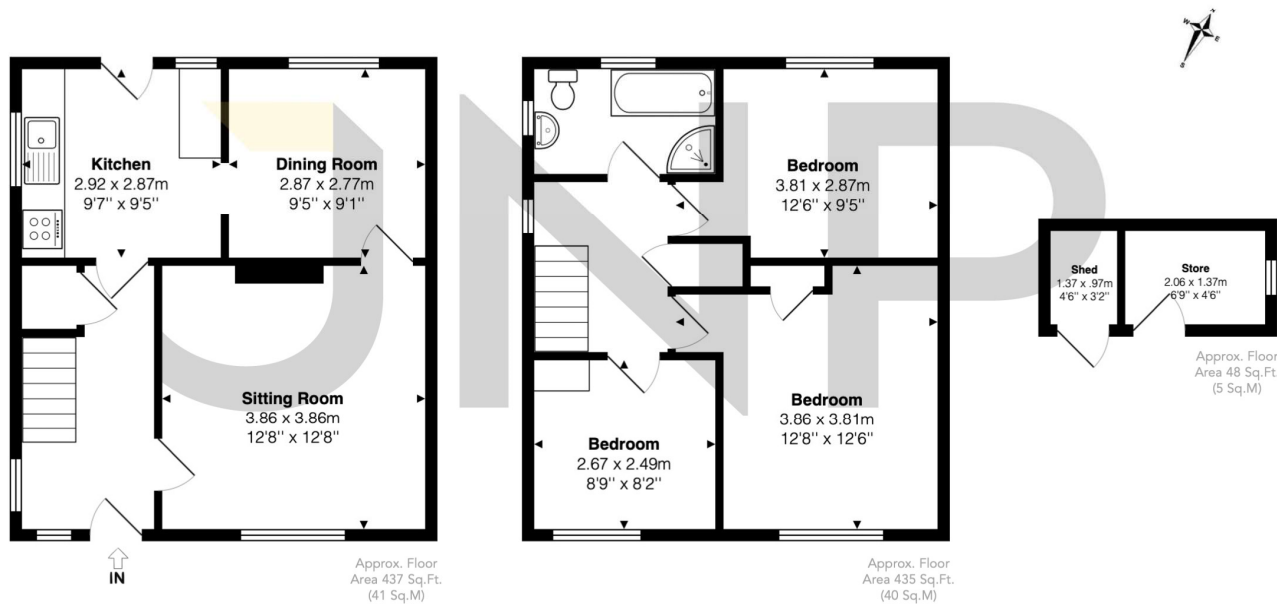 Kitchen
2.92 x 2.87m
9'7'' x 9'5''
Dining Room
2.87 x 2.77m
9'5'' x 9'1''
Sitting Room
3.86 x 3.86m
12'8'' x 12'8''
IN
Approx. Floor
Area 437 Sq.Ft.
(41 Sq.M)
Bedroom
3.81 x 2.87m
12'6'' x 9'5''
Bedroom
3.86 x 3.81m
12'8'' x 12'6''
Bedroom
2.67 x 2.49m
8'9'' x 8'2''
Approx. Floor
Area 435 Sq.Ft.
(40 Sq.M)
Shed
1.37 x .97m
4'6'' x 3'2''
Store
2.06 x 1.37m
6'9'' x 4'6''
Approx. Floor
Area 48 Sq.Ft.
(5 Sq.M)
W
E
S
JNP